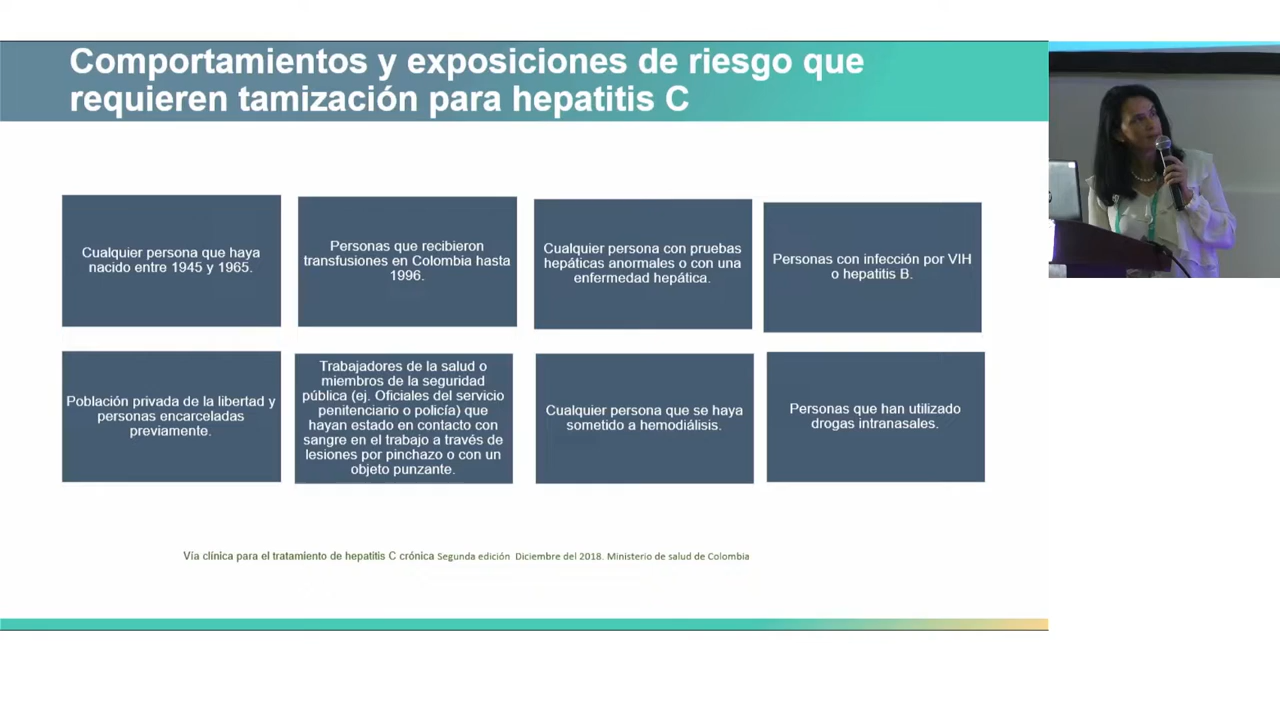 Comportamientos y exposiciones de riesgo que
requieren tamización para hepatitis C
Cualquier persona que haya
nacido entre 1945 y 1965.
Personas que recibieron
transfusiones en Colombia hasta
1996.
Cualquier persona con pruebas
hepáticas anormales o con una
enfermedad hepática.
Personas con infección por VIH
o hepatitis B.
Población privada de la libertad y
personas encarceladas
previamente.
Trabajadores de la salud o
miembros de la seguridad
pública (ej. Oficiales del servicio
penitenciario o policía) que
hayan estado en contacto con
sangre en el trabajo a través de
lesiones por pinchazo o con un
objeto punzante.
Cualquier persona que se haya
sometido a hemodiálisis.
Personas que han utilizado
drogas intranasales.
Vía clínica para el tratamiento de hepatitis C crónica Segunda edición Diciembre del 2018. Ministerio de salud de Colombia